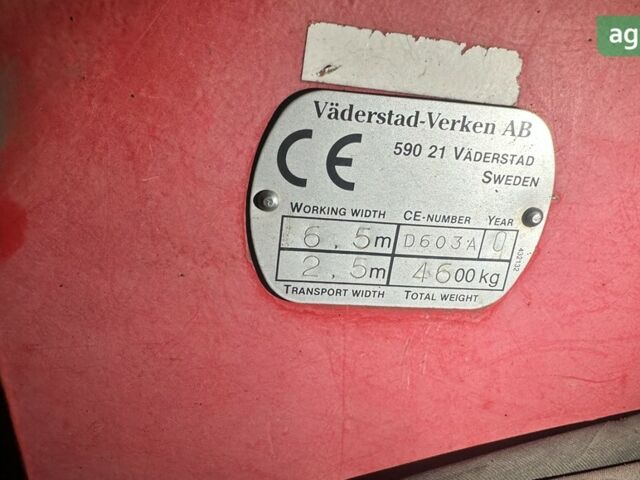 ag
Väderstad-Verken AB
CE
590 21 VÄDERSTAD
SWEDEN
WORKING WIDTH CE-NUMBER YEAR
6,5m D603A 0
2,5m 4600kg
TRANSPORT WIDTH TOTAL WEIGHT
402132